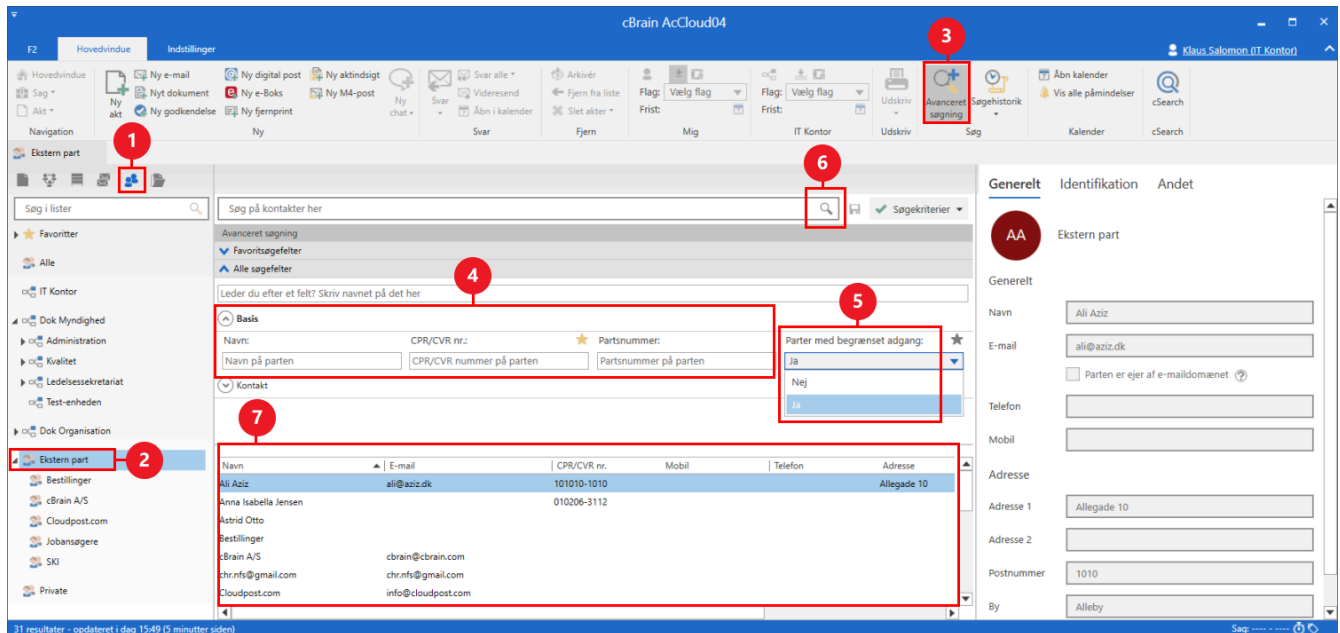 cBrain AcCloud04
F2 Hovedvindue Indstillinger
3
Klaus Salomon (IT Kontor)
Hovedvindue
Sag
Akt
Navigation
Ny akt
Ny e-mail
Nyt dokument
Ny godkendelse
Ny digital post
Ny e-Boks
Ny fjernprint
Ny aktindsigt
Ny M4-post
Ny chat
Ny
Svar
Svar alle
Videresend
Åbn i kalender
Svar
Arkivér
Fjern fra liste
Slet akter
Fjern
Flag: Vælg flag
Frist:
Mig
Flag: Vælg flag
Frist:
IT Kontor
Udskriv
Udskriv
Avanceret søgning
Søgehistorik
Søg
Åbn kalender
Vis alle påmindelser
Kalender
cSearch
cSearch
Ekstern part
1
6
Søg i lister
Favoritter
Alle
IT Kontor
Dok Myndighed
Administration
Kvalitet
Ledelsessekretariat
Test-enheden
Dok Organisation
Ekstern part
2
Bestillinger
cBrain A/S
Cloudpost.com
Jobansøgere
SKI
Private
Søg på kontakter her
Søgekriterier
Avanceret søgning
Favoritsøgefelter
Alle søgefelter
4
Leder du efter et felt? Skriv navnet på det her
5
Basis
Navn: CPR/CVR nr.: Partsnummer: Parter med begrænset adgang:
Navn på parten CPR/CVR nummer på parten Partsnummer på parten Ja
Nej
Ja
Kontakt
7
Navn E-mail CPR/CVR nr. Mobil Telefon Adresse
Ali Aziz ali@aziz.dk 101010-1010 Allegade 10
Anna Isabella Jensen 010206-3112
Astrid Otto
Bestillinger
cBrain A/S cbrain@cbrain.com
chr.nfs@gmail.com chr.nfs@gmail.com
Cloudpost.com info@cloudpost.com
Generelt Identifikation Andet
AA Ekstern part
Generelt
Navn Ali Aziz
E-mail ali@aziz.dk
Parten er ejer af e-maildomænet ?
Telefon
Mobil
Adresse
Adresse 1 Allegade 10
Adresse 2
Postnummer 1010
By Alleby
31 resultater - opdateret i dag 15:49 (5 minutter siden)
Sag: ---- - ----